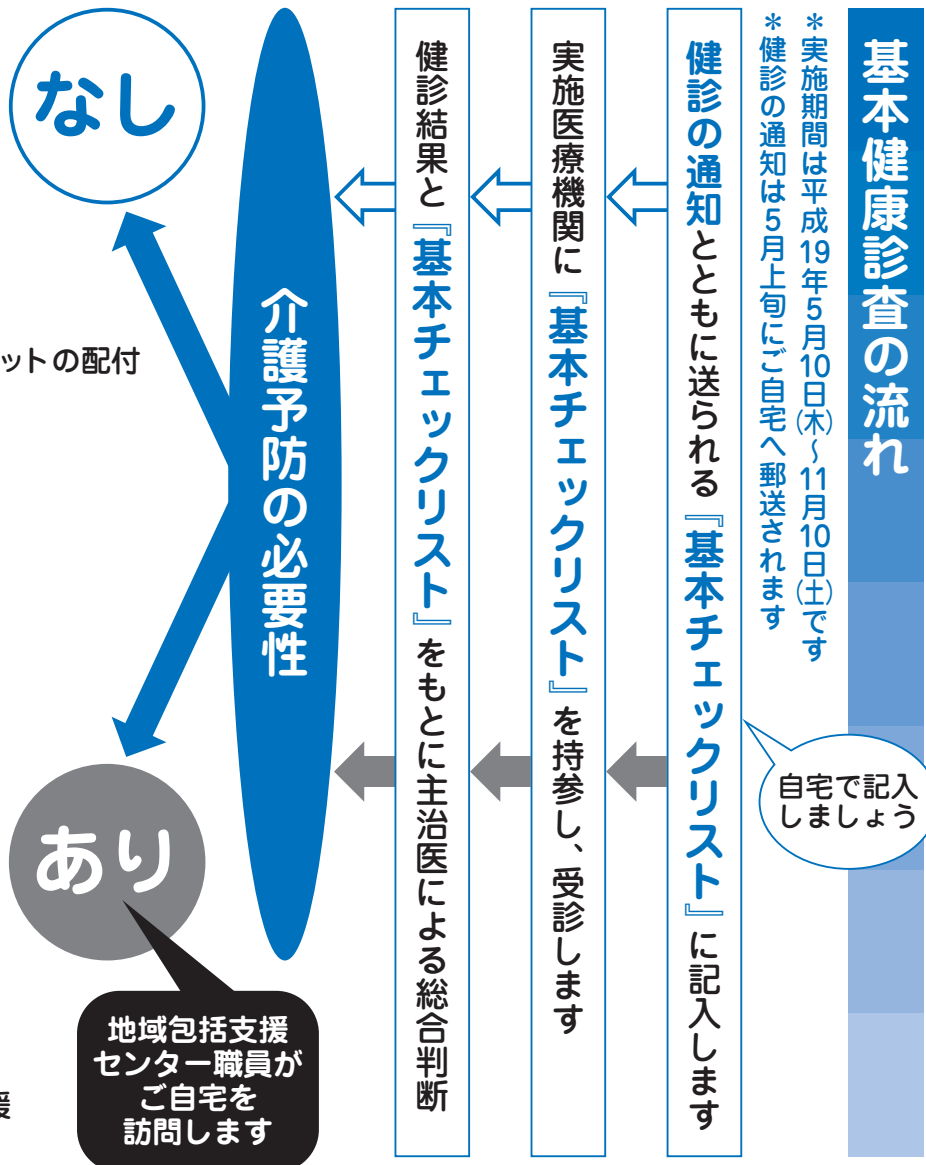 基本健康診査の流れ
＊実施期間は平成19年5月10日(木)～11月10日(土)です
＊健診の通知は5月上旬にご自宅へ郵送されます
健診の通知とともに送られる『基本チェックリスト』に記入します
自宅で記入
しましょう
実施医療機関に『基本チェックリスト』を持参し、受診します
健診結果と『基本チェックリスト』をもとに主治医による総合判断
介護予防の必要性
なし
ットの配付
あり
地域包括支援
センター職員が
ご自宅を
訪問します
援